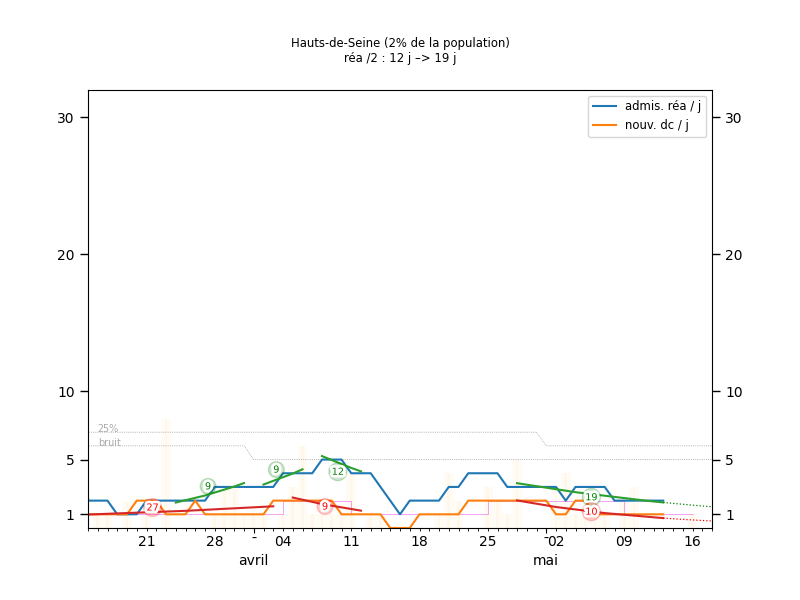 Hauts-de-Seine (2% de la population)
réa /2 : 12 j –> 19 j
admis. réa / j
nouv. dc / j
30 30
20 20
10 10
25%
bruit
5 5
9 9 12 19
27 9 10
1 1
21 28 - 04 11 18 25 - 02 09 16
avril mai